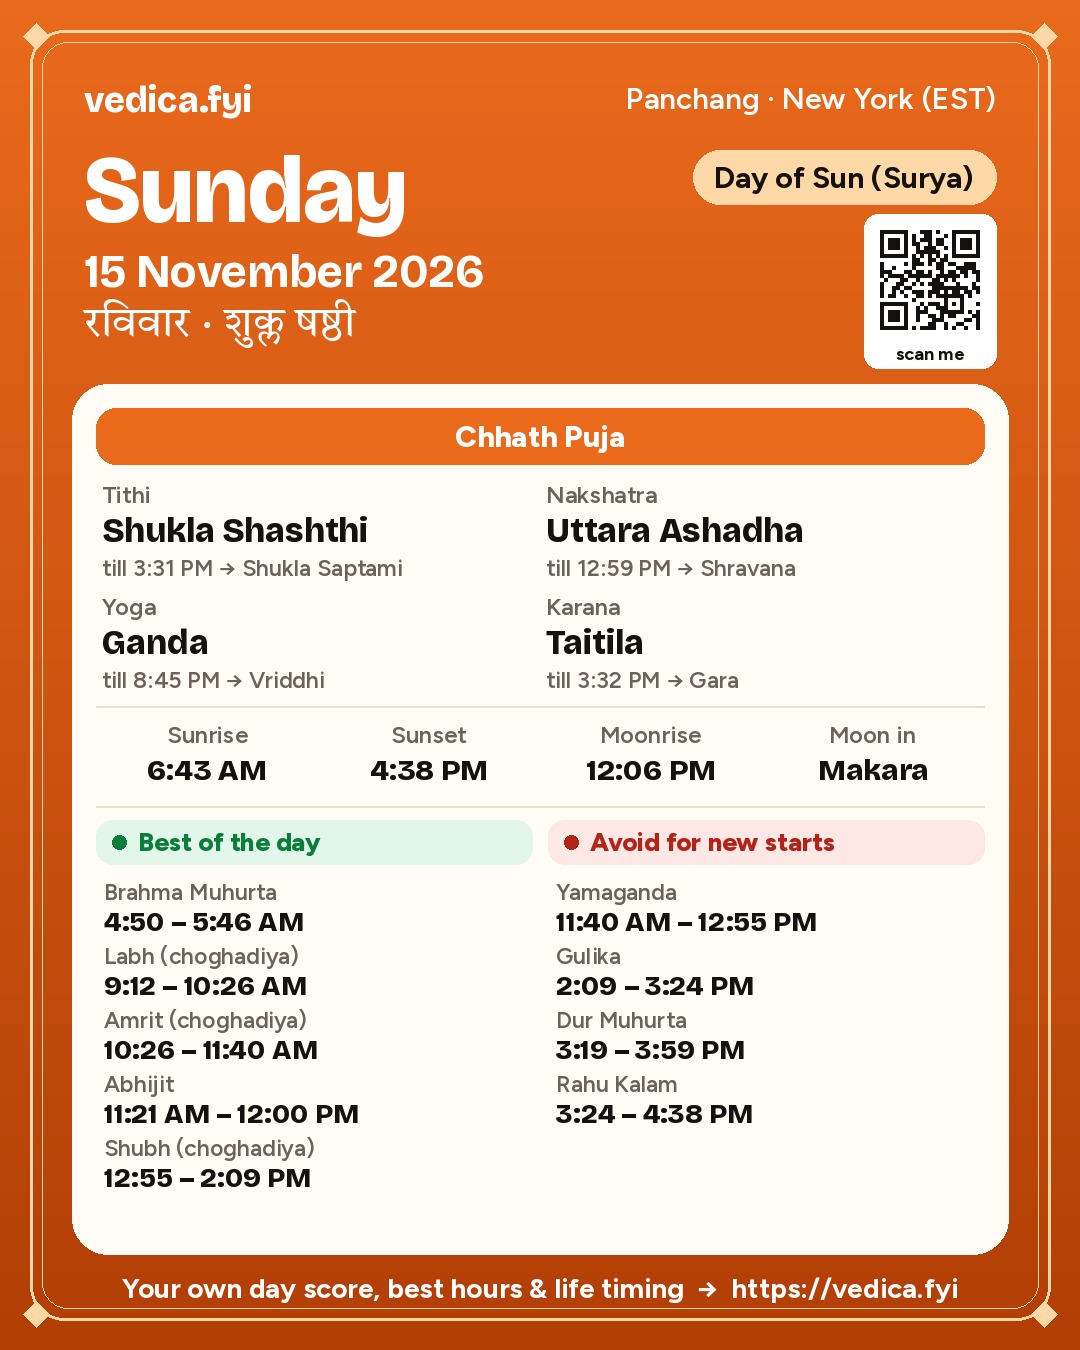 vedica.fyi
Panchang · New York (EST)
Sunday
Day of Sun (Surya)
15 November 2026
रविवार · शुक्ल षष्ठी
scan me
Chhath Puja
Tithi
Shukla Shashthi
till 3:31 PM → Shukla Saptami
Nakshatra
Uttara Ashadha
till 12:59 PM → Shravana
Yoga
Ganda
till 8:45 PM → Vriddhi
Karana
Taitila
till 3:32 PM → Gara
Sunrise
6:43 AM
Sunset
4:38 PM
Moonrise
12:06 PM
Moon in
Makara
Best of the day
Brahma Muhurta
4:50 – 5:46 AM
Labh (choghadiya)
9:12 – 10:26 AM
Amrit (choghadiya)
10:26 – 11:40 AM
Abhijit
11:21 AM – 12:00 PM
Shubh (choghadiya)
12:55 – 2:09 PM
Avoid for new starts
Yamaganda
11:40 AM – 12:55 PM
Gulika
2:09 – 3:24 PM
Dur Muhurta
3:19 – 3:59 PM
Rahu Kalam
3:24 – 4:38 PM
Your own day score, best hours & life timing → https://vedica.fyi